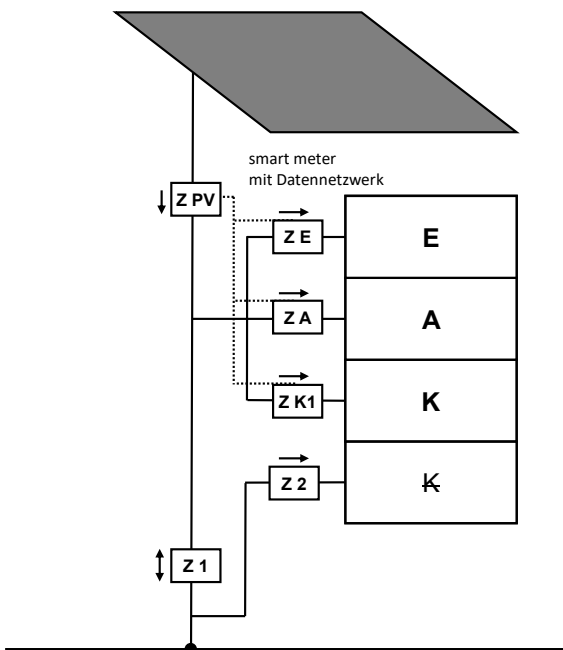 smart meter
mit Datennetzwerk
Z PV
Z E
E
Z A
A
Z K1
K
Z 2
K
Z 1